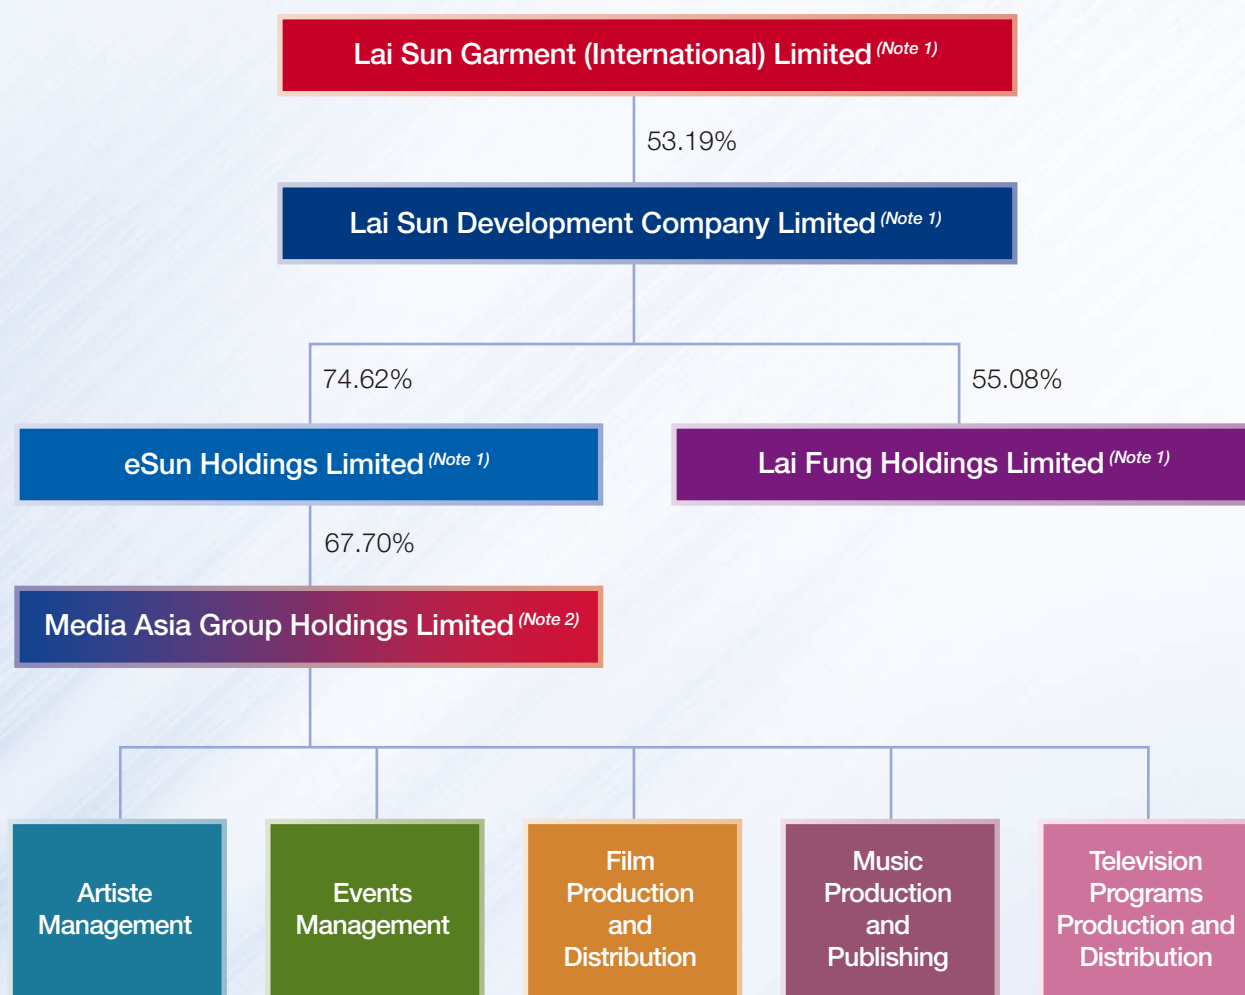 Lai Sun Garment (International) Limited (Note 1)
53.19%
Lai Sun Development Company Limited (Note 1)
74.62%
55.08%
eSun Holdings Limited (Note 1)
Lai Fung Holdings Limited (Note 1)
67.70%
Media Asia Group Holdings Limited (Note 2)
Artiste
Management
Events
Management
Film
Production
and
Distribution
Music
Production
and
Publishing
Television
Programs
Production and
Distribution